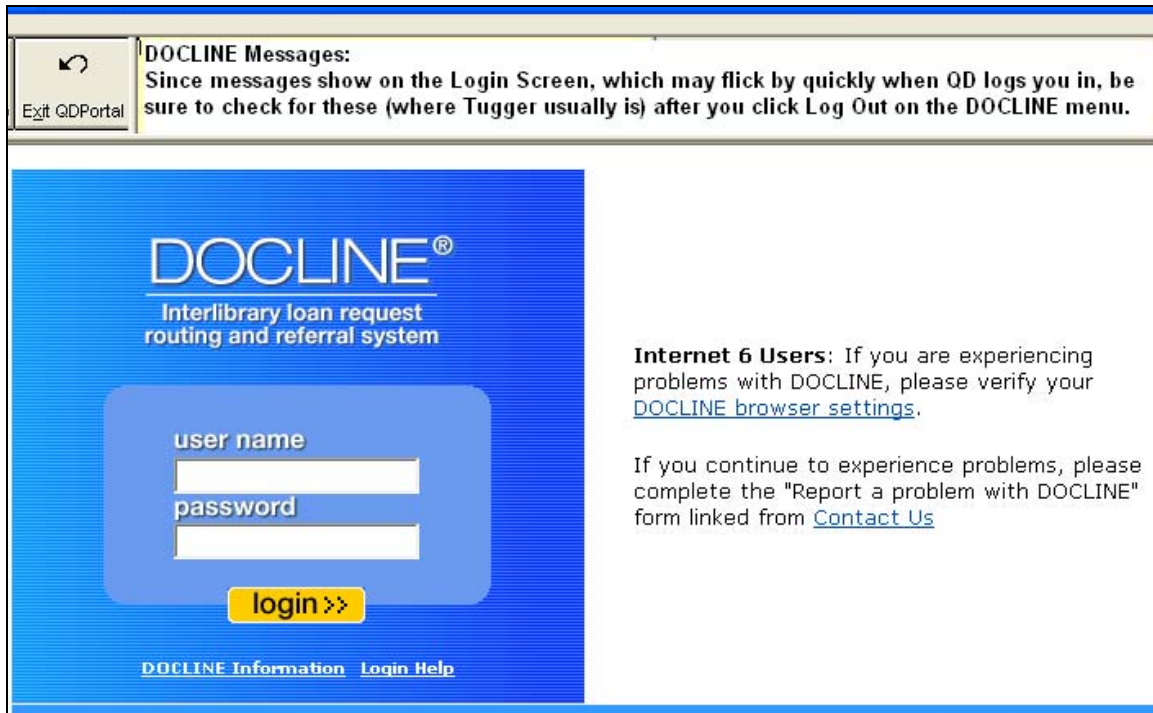 DOCLINE Messages:
Since messages show on the Login Screen, which may flick by quickly when QD logs you in, be
sure to check for these (where Tugger usually is) after you click Log Out on the DOCLINE menu.
Exit QDPortal
DOCLINE®
Interlibrary loan request
routing and referral system
user name
password
login >>
DOCLINE Information Login Help
Internet 6 Users: If you are experiencing
problems with DOCLINE, please verify your
DOCLINE browser settings.
If you continue to experience problems, please
complete the "Report a problem with DOCLINE"
form linked from Contact Us